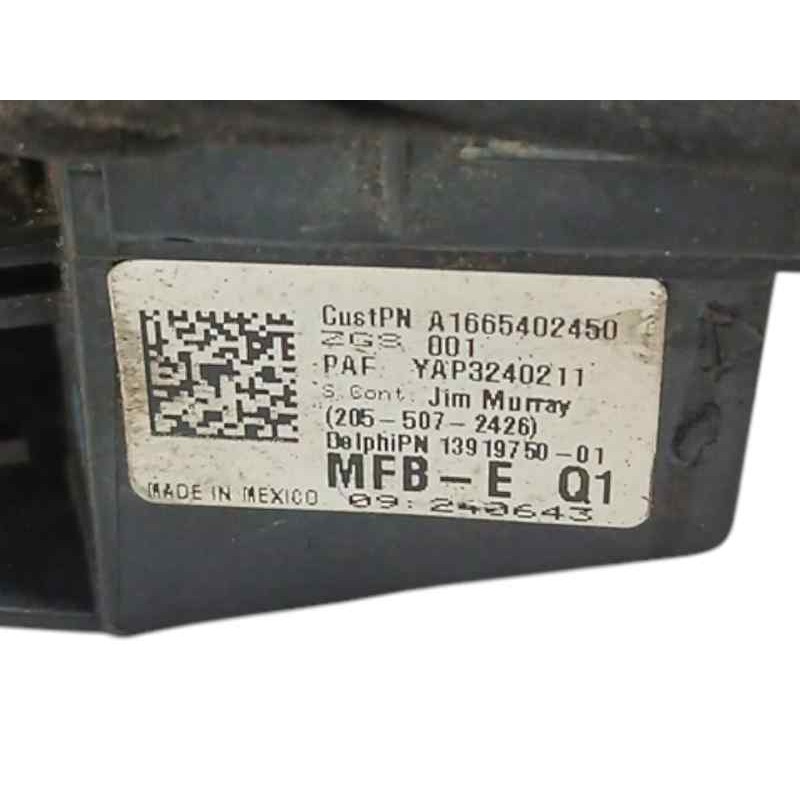 CustPN A1665402450
ZGS 001
PAF: YAP3240211
S. Cont: Jim Murray
(205-507-2426)
DelphiPN 13919750-01
MFB-E Q1
MADE IN MEXICO 09:240643